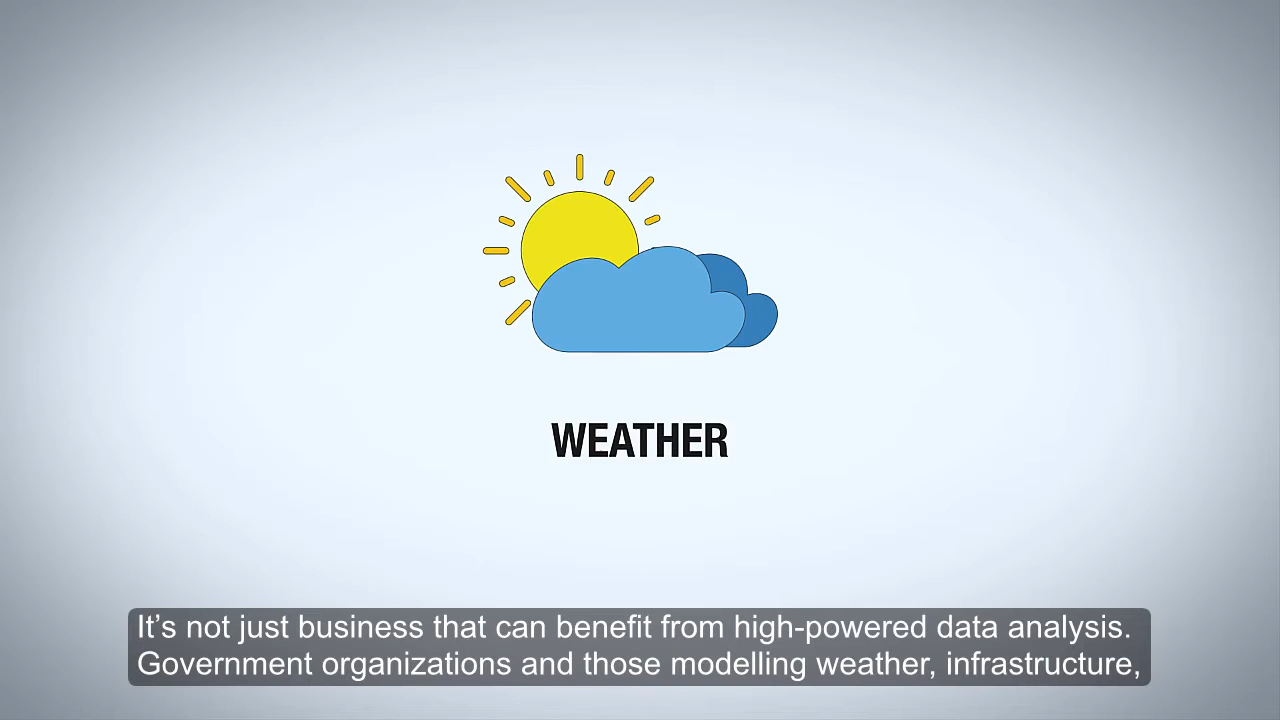 WEATHER
It’s not just business that can benefit from high-powered data analysis.
Government organizations and those modelling weather, infrastructure,